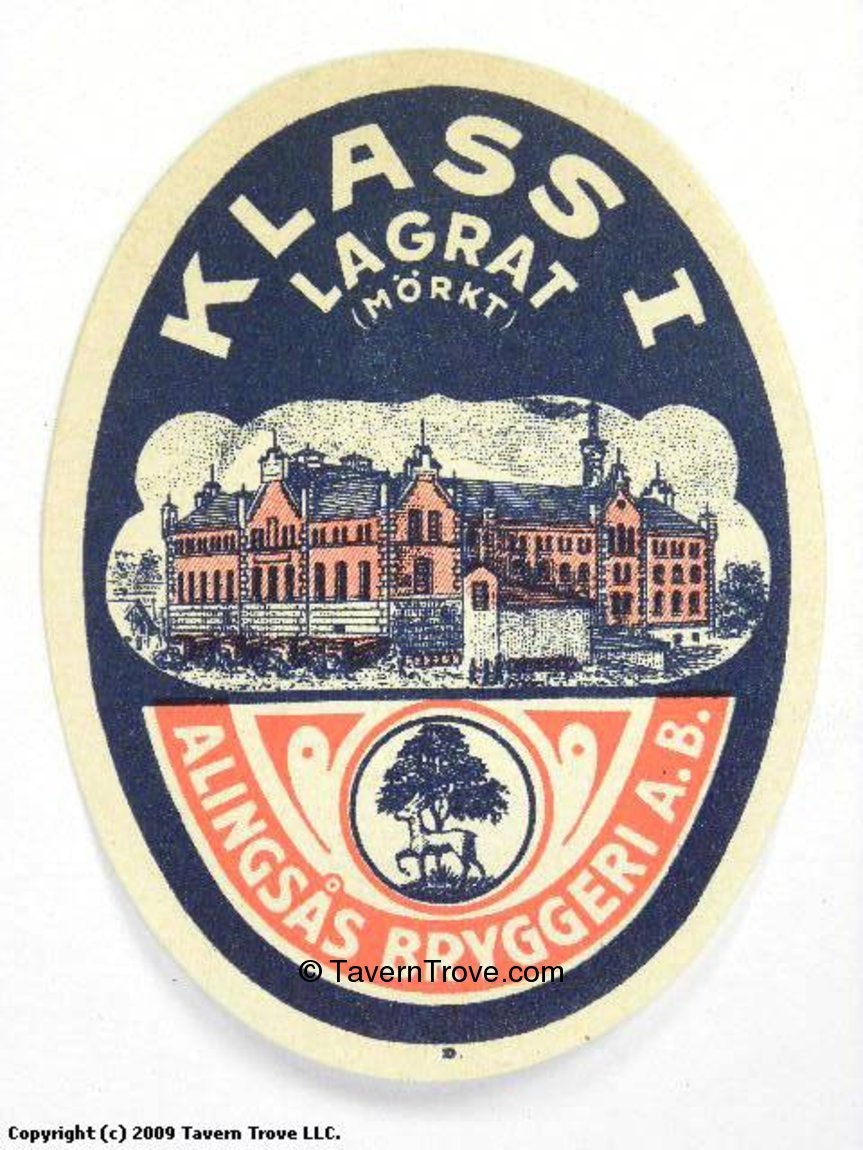 KLASS I
LAGRAT
(MÖRKT)
ALINGSÅS BRYGGERI A.B.
© TavernTrove.com
D.
Copyright (c) 2009 Tavern Trove LLC.